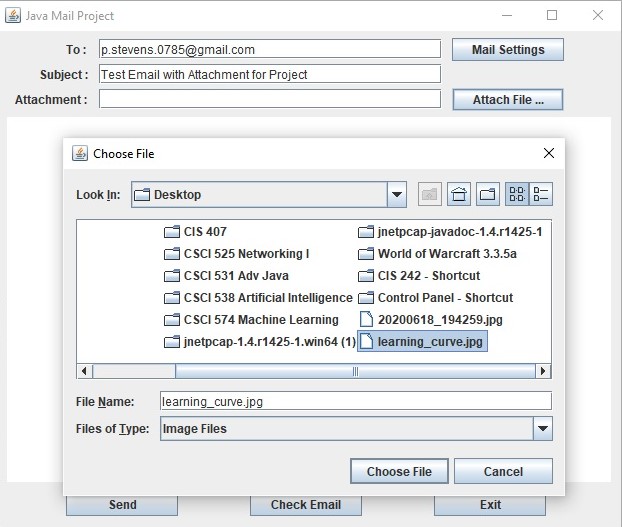 Java Mail Project
To : p.stevens.0785@gmail.com Mail Settings
Subject : Test Email with Attachment for Project
Attachment : Attach File ...
Choose File
Look In: Desktop
CIS 407 jnetpcap-javadoc-1.4.r1425-1
CSCI 525 Networking I World of Warcraft 3.3.5a
CSCI 531 Adv Java CIS 242 - Shortcut
CSCI 538 Artificial Intelligence Control Panel - Shortcut
CSCI 574 Machine Learning 20200618_194259.jpg
jnetpcap-1.4.r1425-1.win64 (1) learning_curve.jpg
File Name: learning_curve.jpg
Files of Type: Image Files
Choose File Cancel
Send Check Email Exit